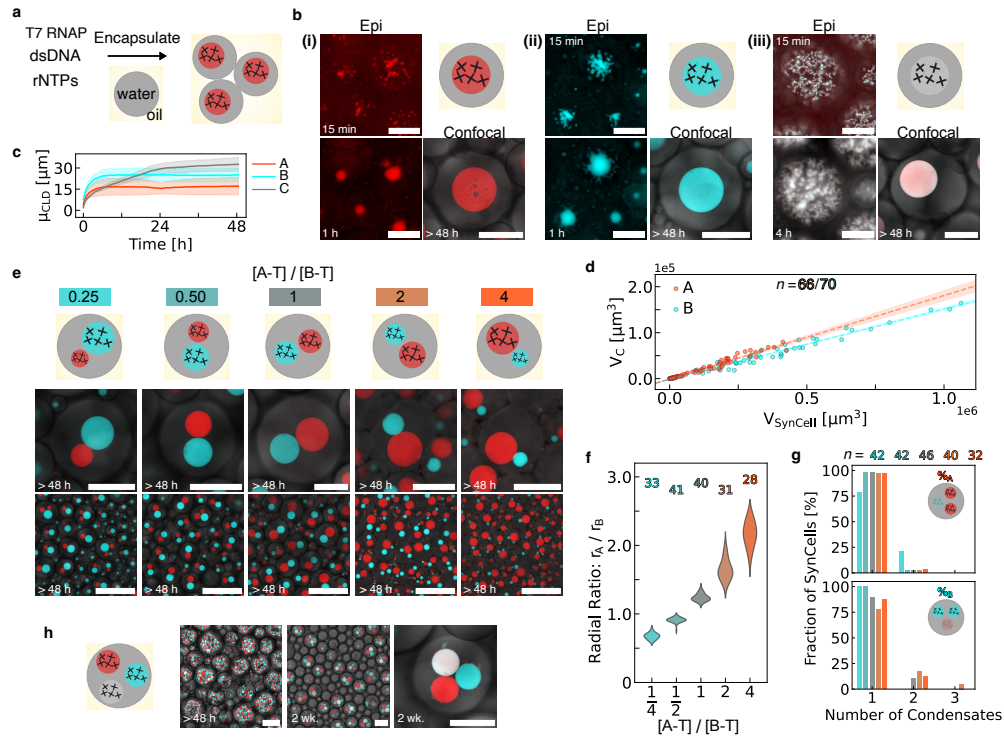 a
T7 RNAP
dsDNA
rNTPs
Encapsulate
water
oil
b
(i)
Epi
15 min
1 h
Confocal
> 48 h
(ii)
Epi
15 min
1 h
Confocal
> 48 h
(iii)
Epi
15 min
4 h
Confocal
> 48 h
c
μCLD [μm]
30
15
0
0
24
48
Time [h]
A
B
C
d
1e5
VC [μm³]
2.0
1.0
0.0
A
B
n = 66/70
0.0
0.5
1.0
1e6
VSynCell [μm³]
e
[A-T] / [B-T]
0.25
0.50
1
2
4
> 48 h
> 48 h
> 48 h
> 48 h
> 48 h
> 48 h
> 48 h
> 48 h
> 48 h
> 48 h
f
Radial Ratio: rA / rB
3.0
2.0
1.0
0.0
33
41
40
31
28
1/4
1/2
1
2
4
[A-T] / [B-T]
g
n = 42 42 46 40 32
Fraction of SynCells [%]
100
75
50
25
0
%A
100
75
50
25
0
%B
1
2
3
Number of Condensates
h
> 48 h
2 wk.
2 wk.